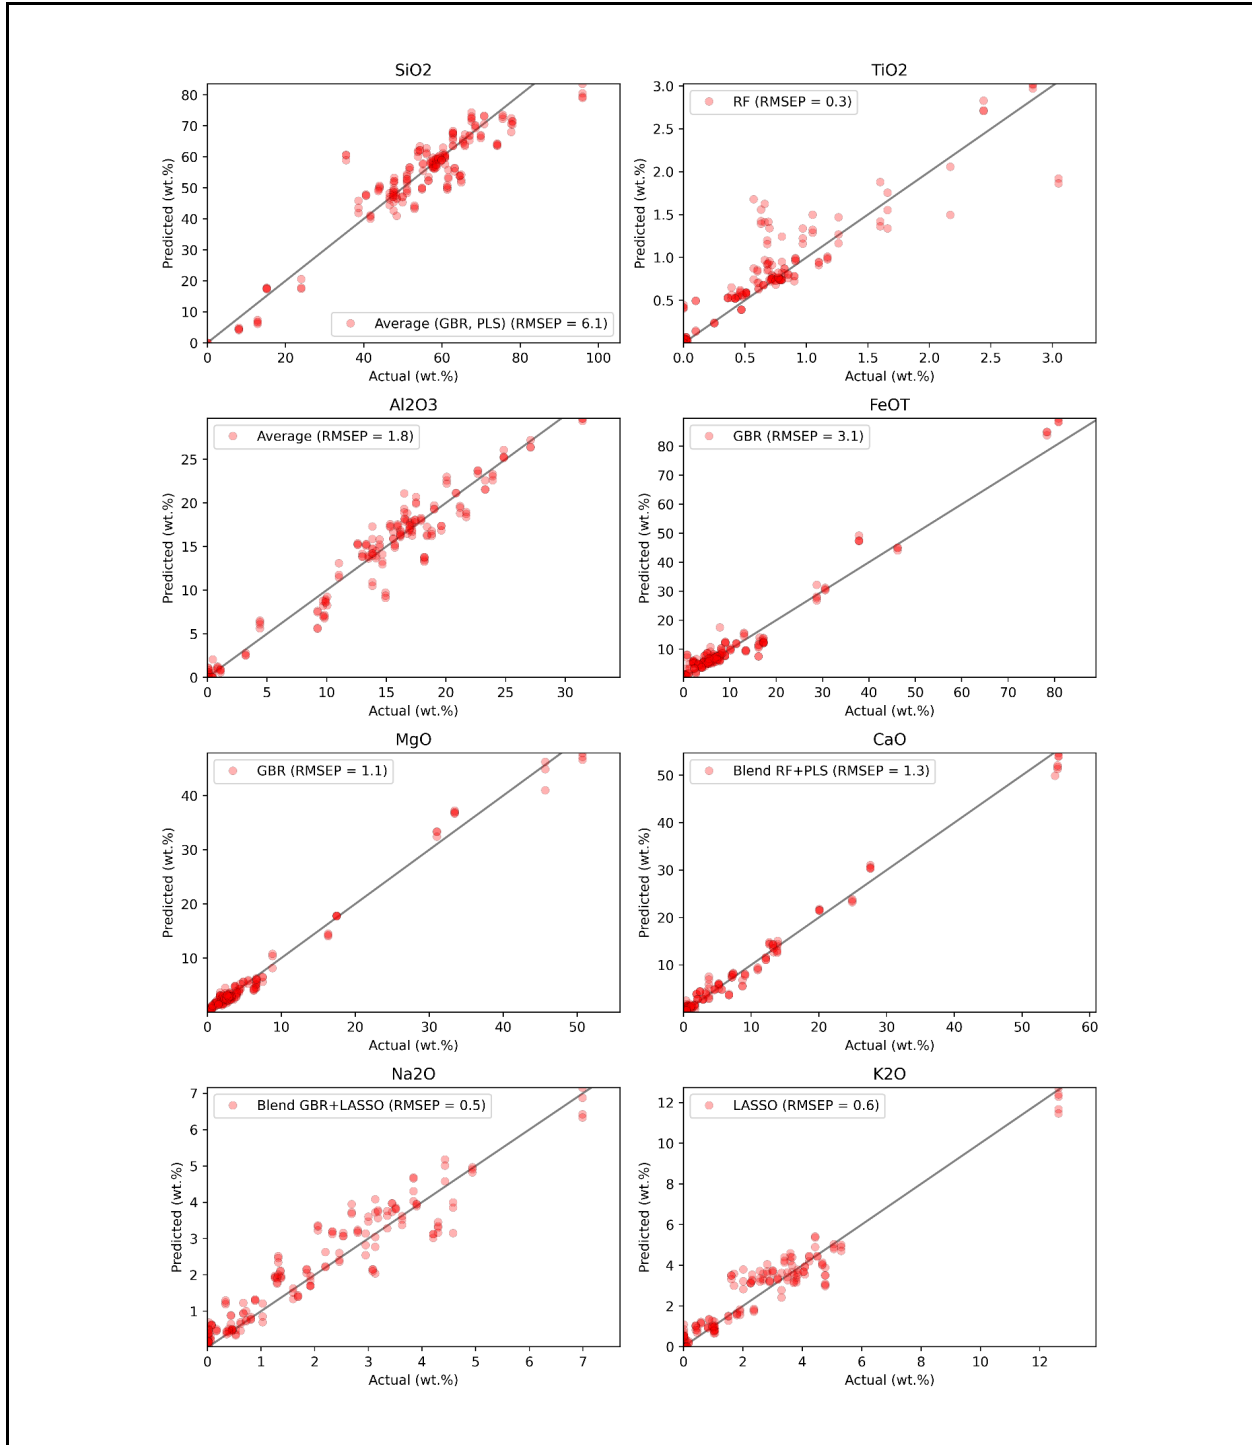 SiO2
80
70
60
50
40
30
20
10
0
Predicted (wt.%)
Average (GBR, PLS) (RMSEP = 6.1)
0 20 40 60 80 100
Actual (wt.%)
TiO2
3.0
2.5
2.0
1.5
1.0
0.5
Predicted (wt.%)
RF (RMSEP = 0.3)
0.0 0.5 1.0 1.5 2.0 2.5 3.0
Actual (wt.%)
Al2O3
25
20
15
10
5
0
Predicted (wt.%)
Average (RMSEP = 1.8)
0 5 10 15 20 25 30
Actual (wt.%)
FeOT
80
70
60
50
40
30
20
10
Predicted (wt.%)
GBR (RMSEP = 3.1)
0 10 20 30 40 50 60 70 80
Actual (wt.%)
MgO
40
30
20
10
Predicted (wt.%)
GBR (RMSEP = 1.1)
0 10 20 30 40 50
Actual (wt.%)
CaO
50
40
30
20
10
Predicted (wt.%)
Blend RF+PLS (RMSEP = 1.3)
0 10 20 30 40 50 60
Actual (wt.%)
Na2O
7
6
5
4
3
2
1
Predicted (wt.%)
Blend GBR+LASSO (RMSEP = 0.5)
0 1 2 3 4 5 6 7
Actual (wt.%)
K2O
12
10
8
6
4
2
0
Predicted (wt.%)
LASSO (RMSEP = 0.6)
0 2 4 6 8 10 12
Actual (wt.%)